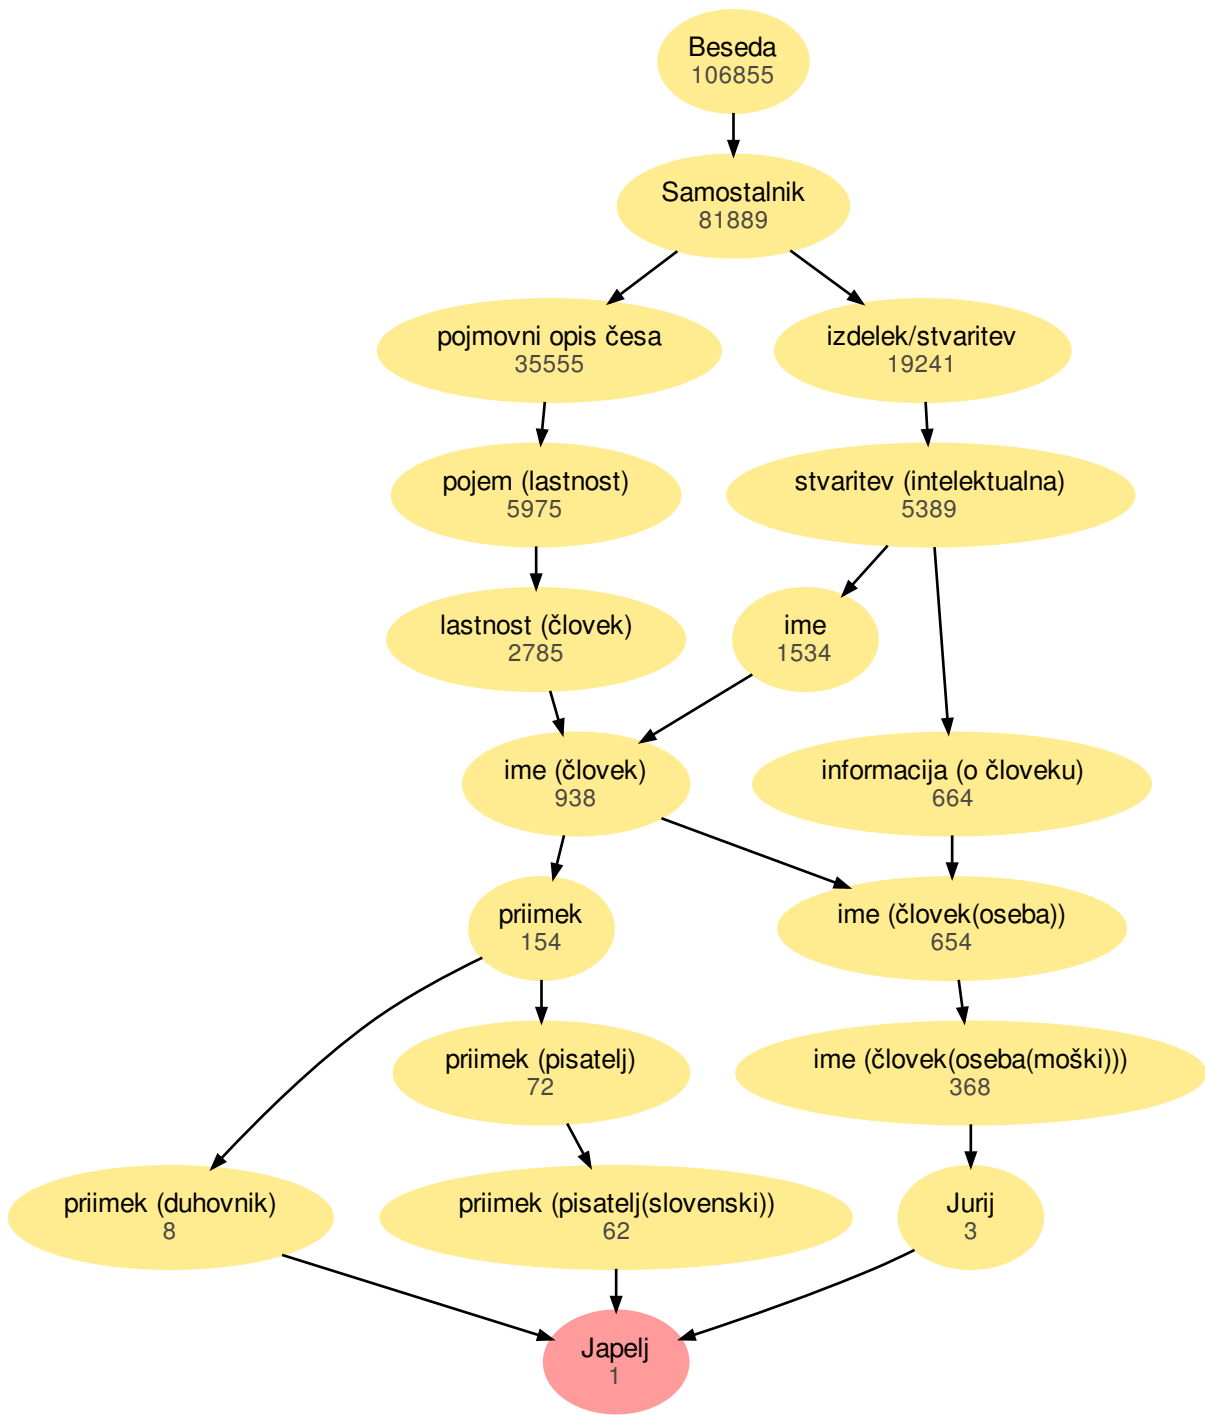 Beseda
106855
Samostalnik
81889
pojmovni opis česa
35555
izdelek/stvaritev
19241
pojem (lastnost)
5975
stvaritev (intelektualna)
5389
lastnost (človek)
2785
ime
1534
ime (človek)
938
informacija (o človeku)
664
priimek
154
ime (človek(oseba))
654
priimek (pisatelj)
72
ime (človek(oseba(moški)))
368
priimek (duhovnik)
8
priimek (pisatelj(slovenski))
62
Jurij
3
Japelj
1